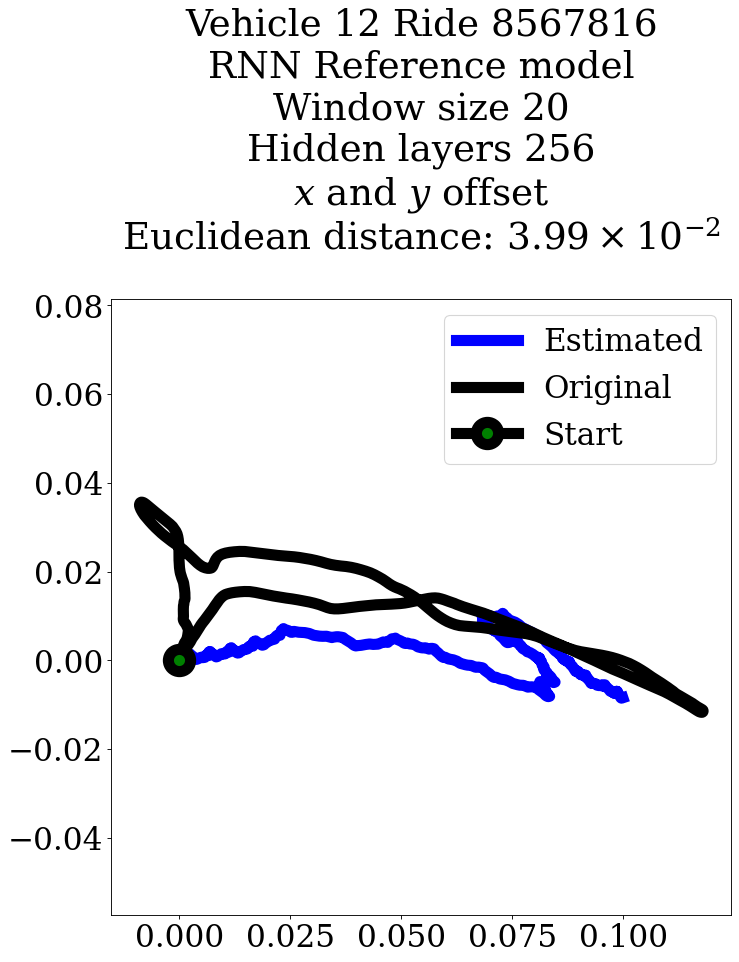 Vehicle 12 Ride 8567816
RNN Reference model
Window size 20
Hidden layers 256
x and y offset
Euclidean distance: 3.99 × 10⁻²
0.08
0.06
0.04
0.02
0.00
−0.02
−0.04
Estimated
Original
Start
0.000 0.025 0.050 0.075 0.100